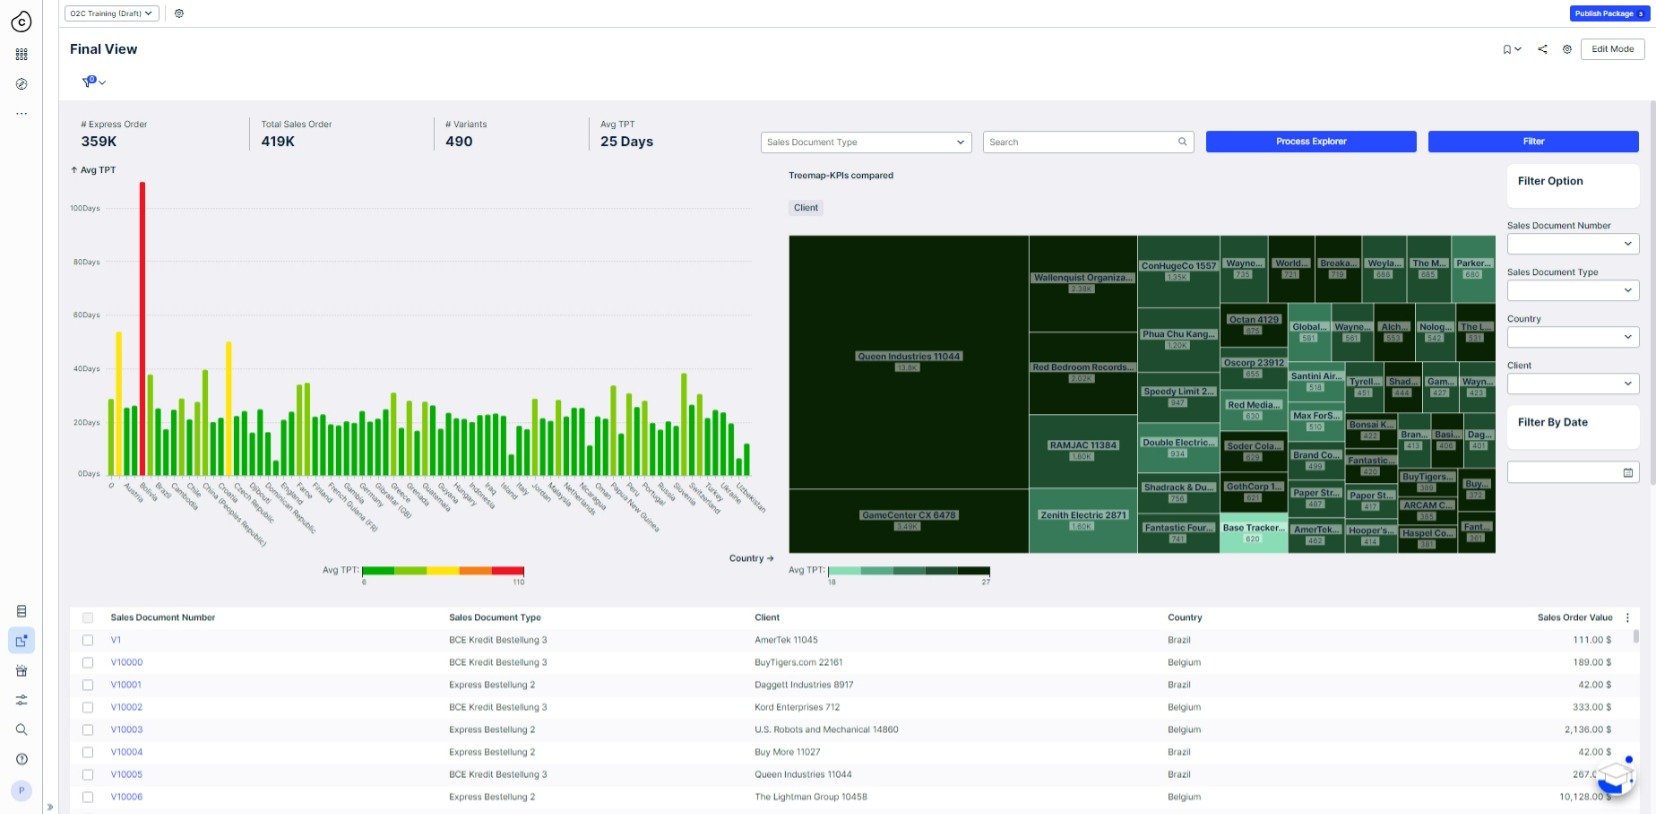 O2C Training (Draft)
Publish Package 3
Final View
Edit Mode
0
# Express Order
359K
Total Sales Order
419K
# Variants
490
Avg TPT
25 Days
Sales Document Type
Search
Process Explorer
Filter
↑ Avg TPT
100Days
80Days
60Days
40Days
20Days
0Days
0
Austria
Bolivia
Brazil
Cambodia
Chile
China (Peoples Republic)
Croatia
Czech Republic
Djibouti
Dominican Republic
England
Faroe
Finland
French Guiana (FR)
Gambia
Germany
Gibraltar (GB)
Greece
Grenada
Guatemala
Guyana
Hungary
Indonesia
Iraq
Island
Italy
Jordan
Malaysia
Netherlands
Nicaragua
Oman
Papua New Guinea
Peru
Portugal
Russia
Slovenia
Switzerland
Turkey
Ukraine
Uzbekistan
Country →
Avg TPT:
6
110
Treemap-KPIs compared
Client
Queen Industries 11044
13.8K
GameCenter CX 6478
3.49K
Wallenquist Organiza...
2.38K
Red Bedroom Records...
2.02K
RAMJAC 11384
1.80K
Zenith Electric 2871
1.60K
ConHugeCo 1557
1.35K
Phua Chu Kang...
1.20K
Speedy Limit 2...
947
Double Electric...
934
Shadrack & Du...
756
Fantastic Four...
741
Wayne...
735
World...
721
Breaka...
718
Weyla...
688
The M...
685
Parker...
680
Octan 4129
Oscorp 23912
655
Red Media...
630
Soder Cola...
629
GothCorp 1...
621
Base Tracker...
620
Global...
581
Wayne...
561
Alch...
553
Nolog...
542
The L...
531
Santini Air...
518
Max ForS...
510
Brand Co...
499
Paper Str...
487
AmerTek...
462
Tyrell...
451
Shad...
444
Gam...
427
Wayn...
423
Bonsai K...
422
Fantastic...
420
Paper St...
417
Hooper's...
414
Bran...
413
Basi...
406
Dag...
401
BuyTigers...
389
ARCAM C...
385
Haspel Co...
381
Buy...
372
Fant...
361
Avg TPT:
18
27
Filter Option
Sales Document Number
Sales Document Type
Country
Client
Filter By Date
Sales Document Number Sales Document Type Client Country Sales Order Value
V1 BCE Kredit Bestellung 3 AmerTek 11045 Brazil 111.00 $
V10000 BCE Kredit Bestellung 3 BuyTigers.com 22161 Belgium 189.00 $
V10001 Express Bestellung 2 Daggett Industries 8917 Brazil 42.00 $
V10002 BCE Kredit Bestellung 3 Kord Enterprises 712 Belgium 333.00 $
V10003 Express Bestellung 2 U.S. Robots and Mechanical 14860 Belgium 2,136.00 $
V10004 Express Bestellung 2 Buy More 11027 Brazil 42.00 $
V10005 BCE Kredit Bestellung 3 Queen Industries 11044 Brazil 267.0
V10006 Express Bestellung 2 The Lightman Group 10458 Belgium 10,128.00 $
P